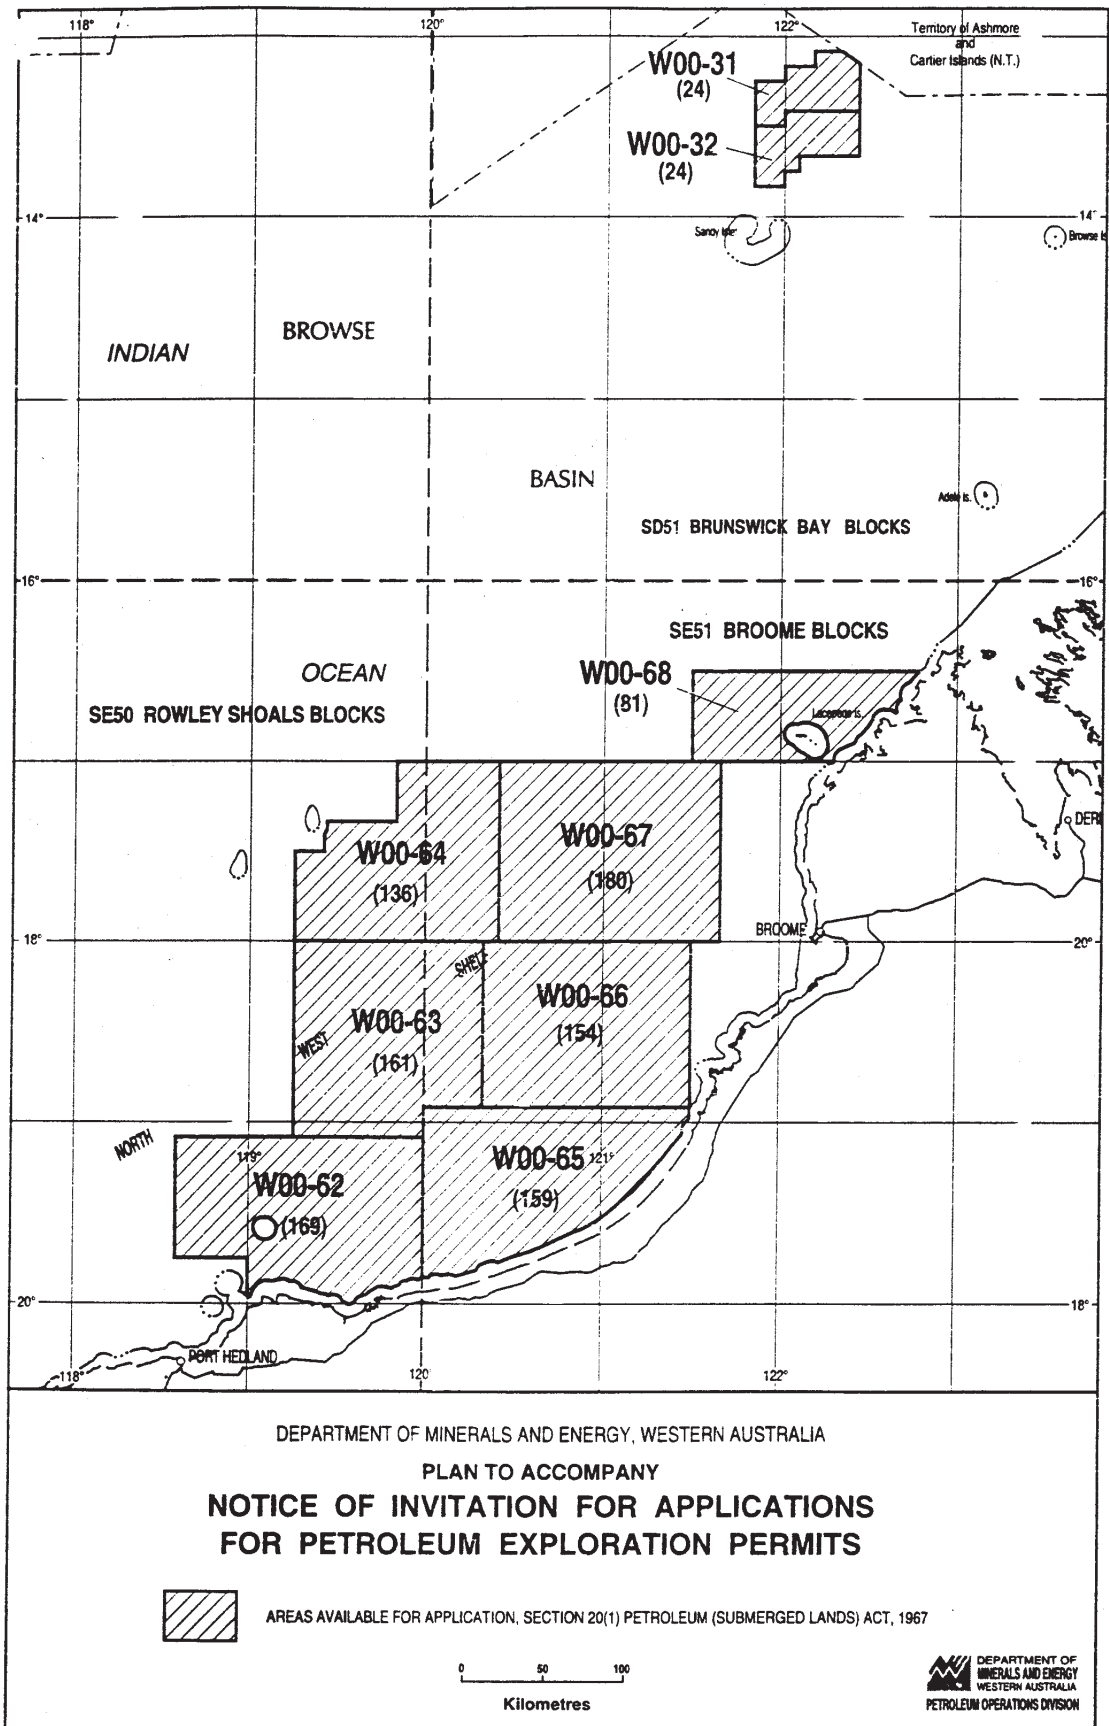 118°
120°
122°
Territory of Ashmore
and
Cartier Islands (N.T.)
W00-31
(24)
W00-32
(24)
14°
14°
Sandy Islet
Browse Is
BROWSE
INDIAN
BASIN
Adele Is.
SD51 BRUNSWICK BAY BLOCKS
16°
16°
SE51 BROOME BLOCKS
OCEAN
W00-68
(81)
SE50 ROWLEY SHOALS BLOCKS
Lacepede Is.
W00-67
(180)
W00-64
(136)
DER
BROOME
18°
20°
SHELF
W00-66
(154)
W00-63
(161)
WEST
NORTH
119°
W00-65
121°
(159)
W00-62
(169)
20°
18°
PORT HEDLAND
118°
120°
122°
DEPARTMENT OF MINERALS AND ENERGY, WESTERN AUSTRALIA
PLAN TO ACCOMPANY
NOTICE OF INVITATION FOR APPLICATIONS
FOR PETROLEUM EXPLORATION PERMITS
AREAS AVAILABLE FOR APPLICATION, SECTION 20(1) PETROLEUM (SUBMERGED LANDS) ACT, 1967
0 50 100
Kilometres
DEPARTMENT OF
MINERALS AND ENERGY
WESTERN AUSTRALIA
PETROLEUM OPERATIONS DIVISION